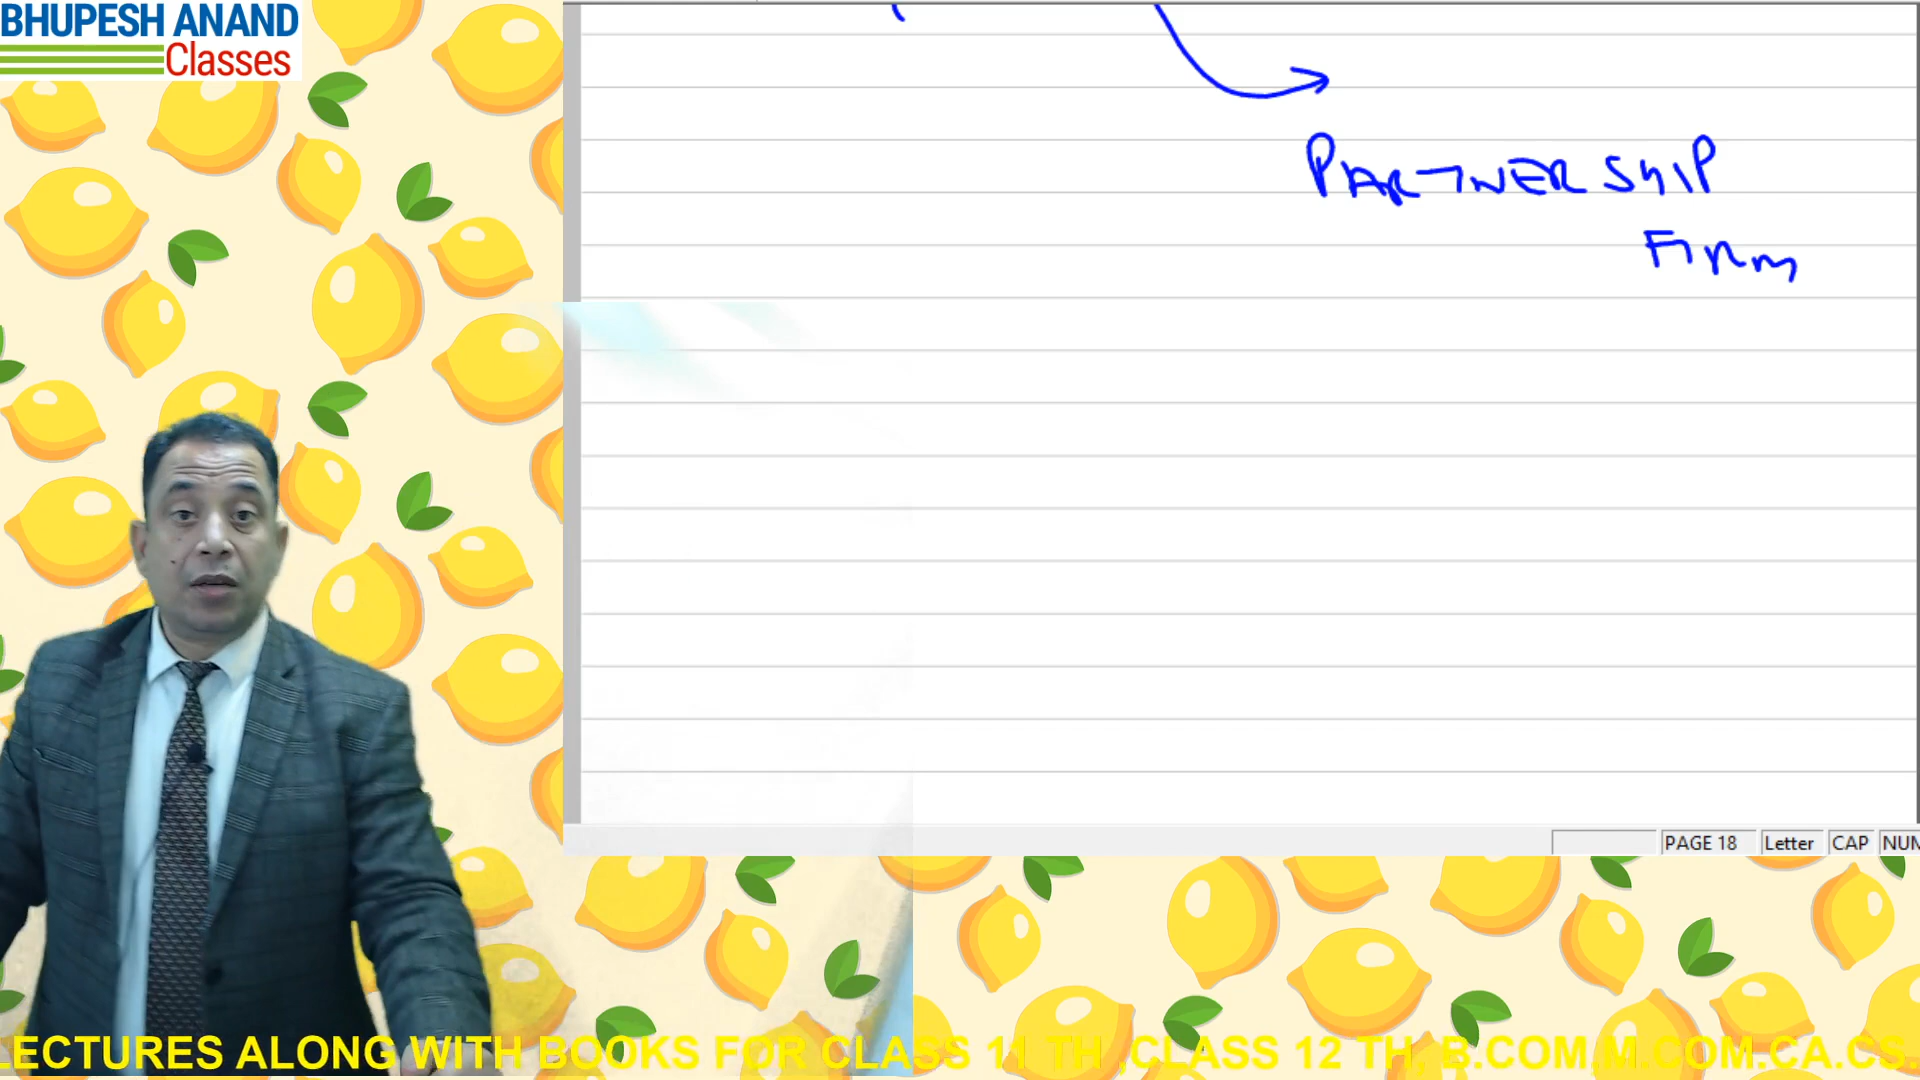 BHUPESH ANAND
Classes
PARTNERSHIP
FIRM
PAGE 18 Letter CAP NUM
LECTURES ALONG WITH BOOKS FOR CLASS 11 TH ,CLASS 12 TH, B.COM.M.COM.CA.CS.